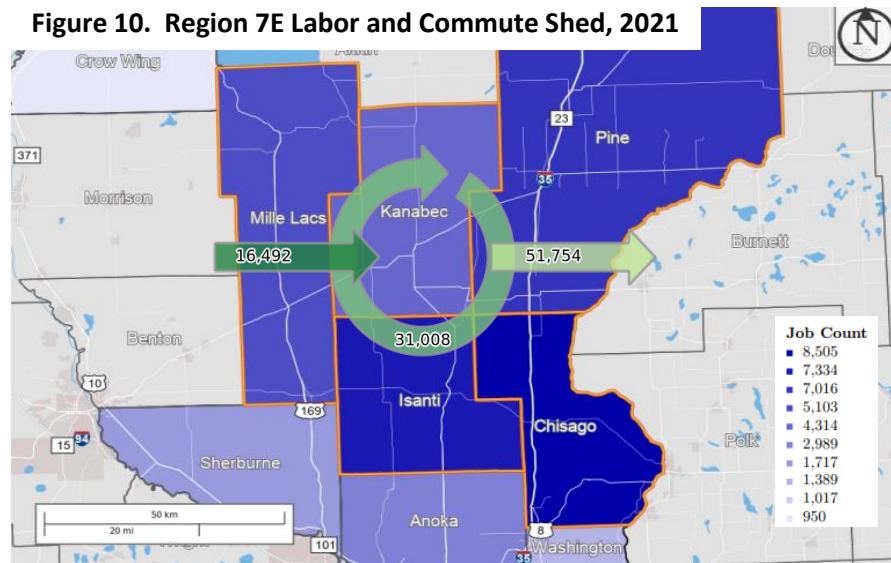 Figure 10. Region 7E Labor and Commute Shed, 2021
N
Crow Wing
Aitkin
23
Pine
371
35
Morrison
Mille Lacs
Kanabec
Burnett
16,492
51,754
31,008
Benton
Job Count
8,505
7,334
7,016
5,103
4,314
2,989
1,717
1,389
1,017
950
10
Isanti
169
Chisago
15
94
Polk
Sherburne
50 km
20 mi
Anoka
8
101
35
Washington